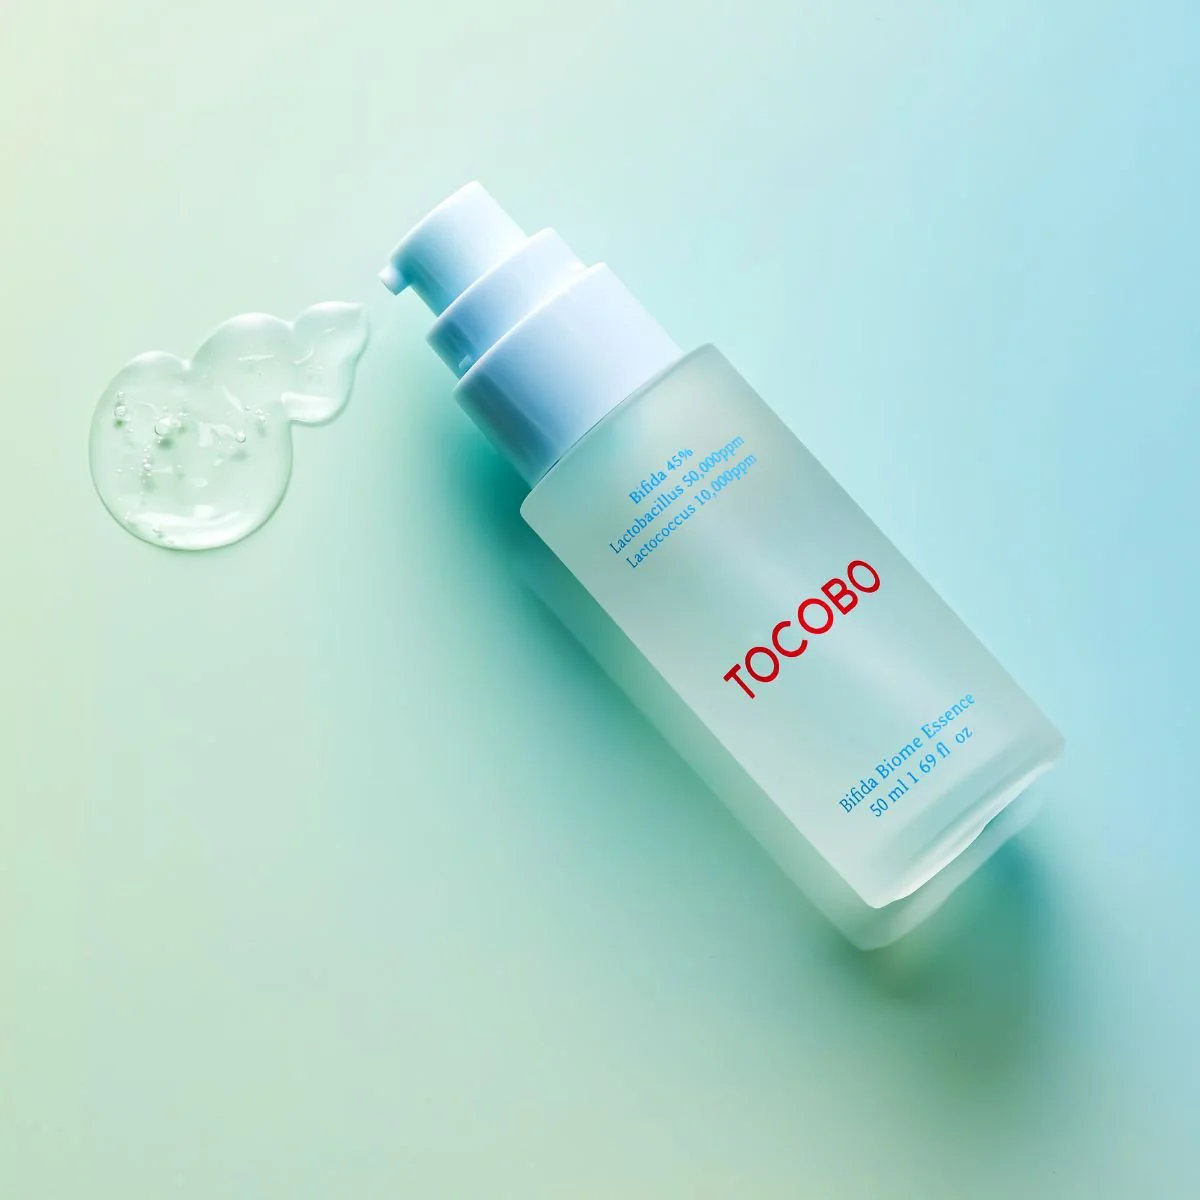 Bifida 45%
Lactobacillus 50,000ppm
Lactococcus 10,000ppm
TOCOBO
Bifida Biome Essence
50 ml 1 69 fl oz